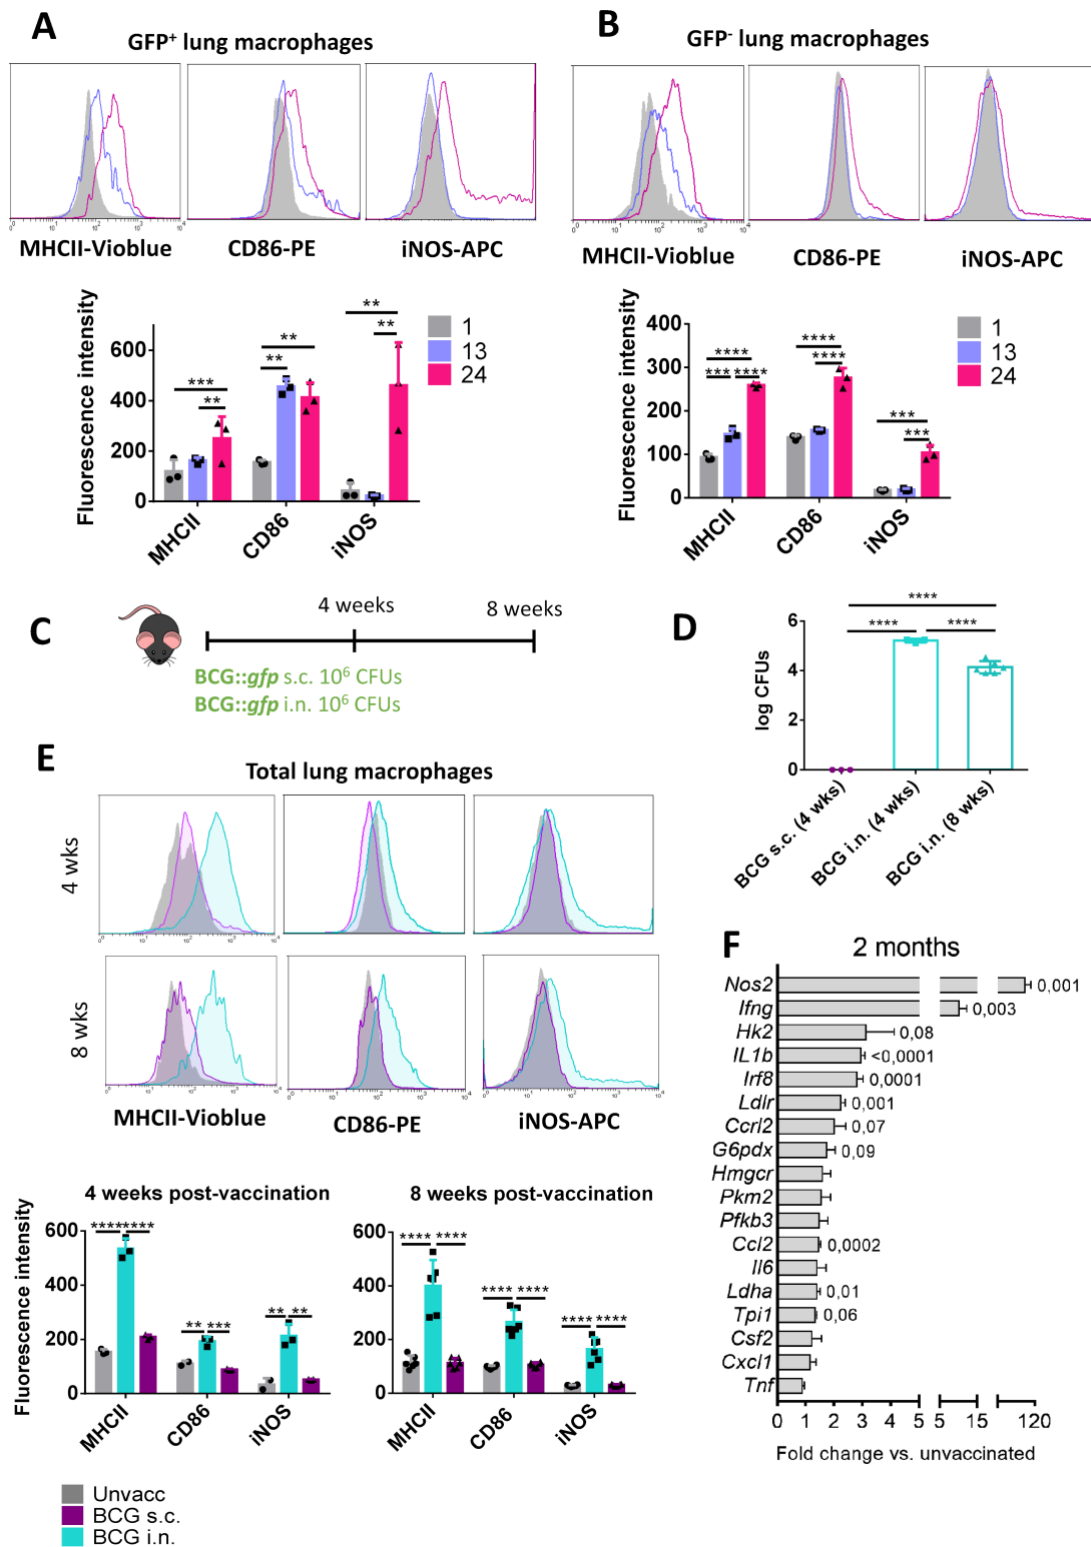 A
GFP⁺ lung macrophages
MHCII-Vioblue
CD86-PE
iNOS-APC
Fluorescence intensity
600
400
200
0
** 
** 
** 
** 
*** 
** 
1
13
24
MHCII
CD86
iNOS
B
GFP⁻ lung macrophages
MHCII-Vioblue
CD86-PE
iNOS-APC
Fluorescence intensity
400
300
200
100
0
****
*** ****
****
****
***
***
1
13
24
MHCII
CD86
iNOS
C
4 weeks
8 weeks
BCG::gfp s.c. 10⁶ CFUs
BCG::gfp i.n. 10⁶ CFUs
D
log CFUs
6
4
2
0
****
****
****
BCG s.c. (4 wks)
BCG i.n. (4 wks)
BCG i.n. (8 wks)
E
Total lung macrophages
4 wks
8 wks
MHCII-Vioblue
CD86-PE
iNOS-APC
4 weeks post-vaccination
Fluorescence intensity
600
400
200
0
********
** ***
** **
MHCII
CD86
iNOS
8 weeks post-vaccination
600
400
200
0
**** ****
**** ****
**** ****
MHCII
CD86
iNOS
Unvacc
BCG s.c.
BCG i.n.
F
2 months
Nos2 0,001
Ifng 0,003
Hk2 0,08
IL1b <0,0001
Irf8 0,0001
Ldlr 0,001
Ccrl2 0,07
G6pdx 0,09
Hmgcr
Pkm2
Pfkb3
Ccl2 0,0002
Il6
Ldha 0,01
Tpi1 0,06
Csf2
Cxcl1
Tnf
0 1 2 3 4 5 5 15 120
Fold change vs. unvaccinated